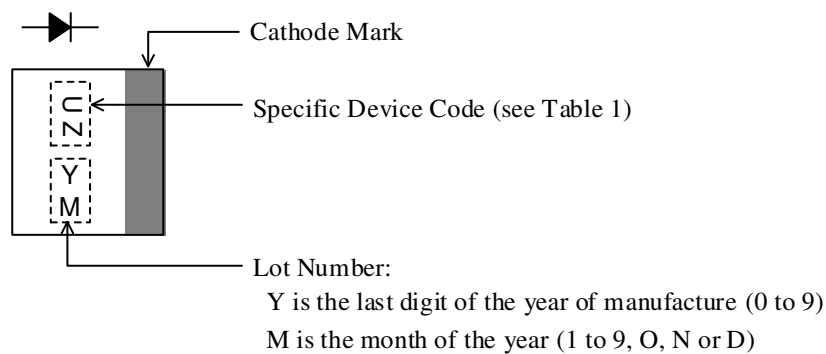 Cathode Mark
UN
Specific Device Code (see Table 1)
Y
M
Lot Number:
Y is the last digit of the year of manufacture (0 to 9)
M is the month of the year (1 to 9, O, N or D)